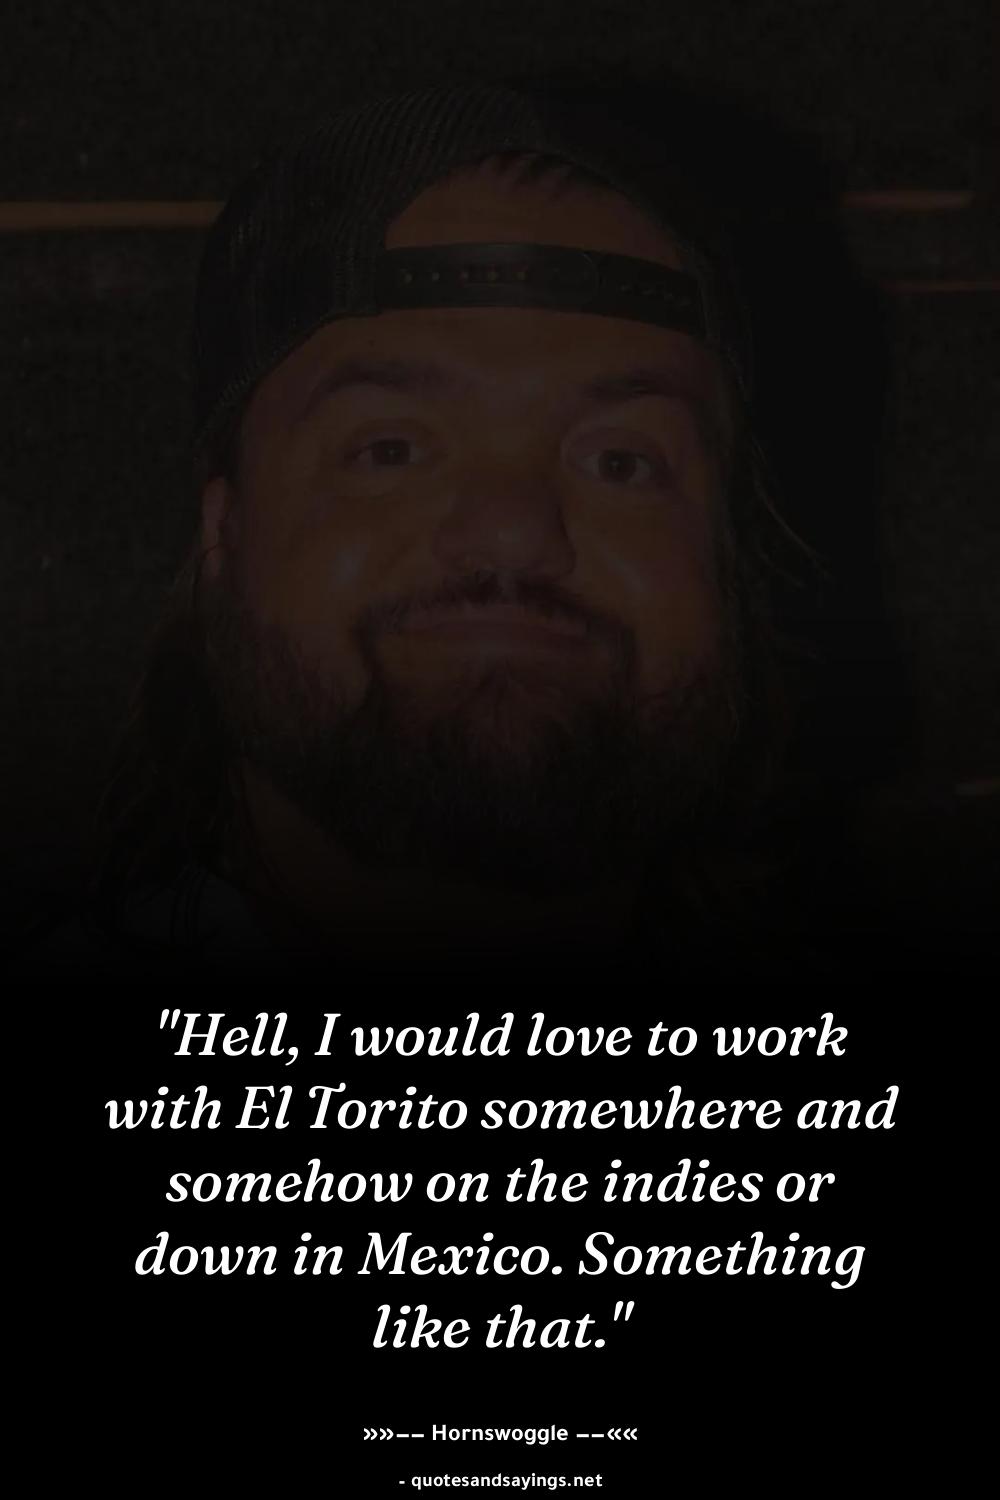 "Hell, I would love to work
with El Torito somewhere and
somehow on the indies or
down in Mexico. Something
like that."
»»−− Hornswoggle −−««
- quotesandsayings.net